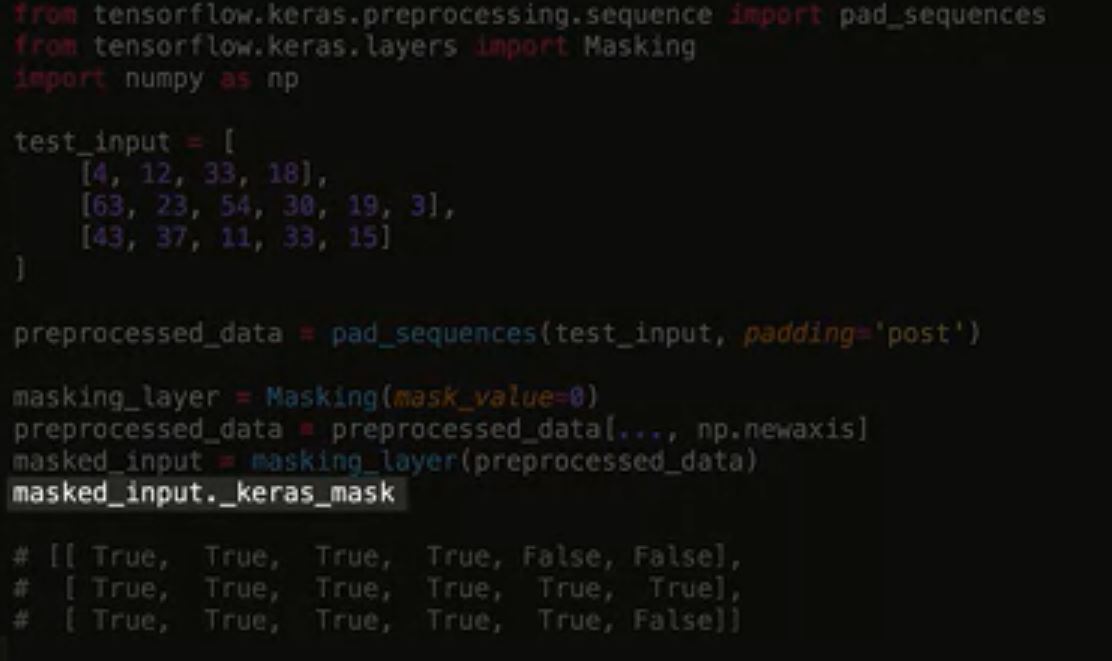 from tensorflow.keras.preprocessing.sequence import pad_sequences
from tensorflow.keras.layers import Masking
import numpy as np
test_input = [
[4, 12, 33, 18],
[63, 23, 54, 30, 19, 3],
[43, 37, 11, 33, 15]
]
preprocessed_data = pad_sequences(test_input, padding='post')
masking_layer = Masking(mask_value=0)
preprocessed_data = preprocessed_data[..., np.newaxis]
masked_input = masking_layer(preprocessed_data)
masked_input._keras_mask
# [[ True, True, True, True, False, False],
# [ True, True, True, True, True, True],
# [ True, True, True, True, True, False]]